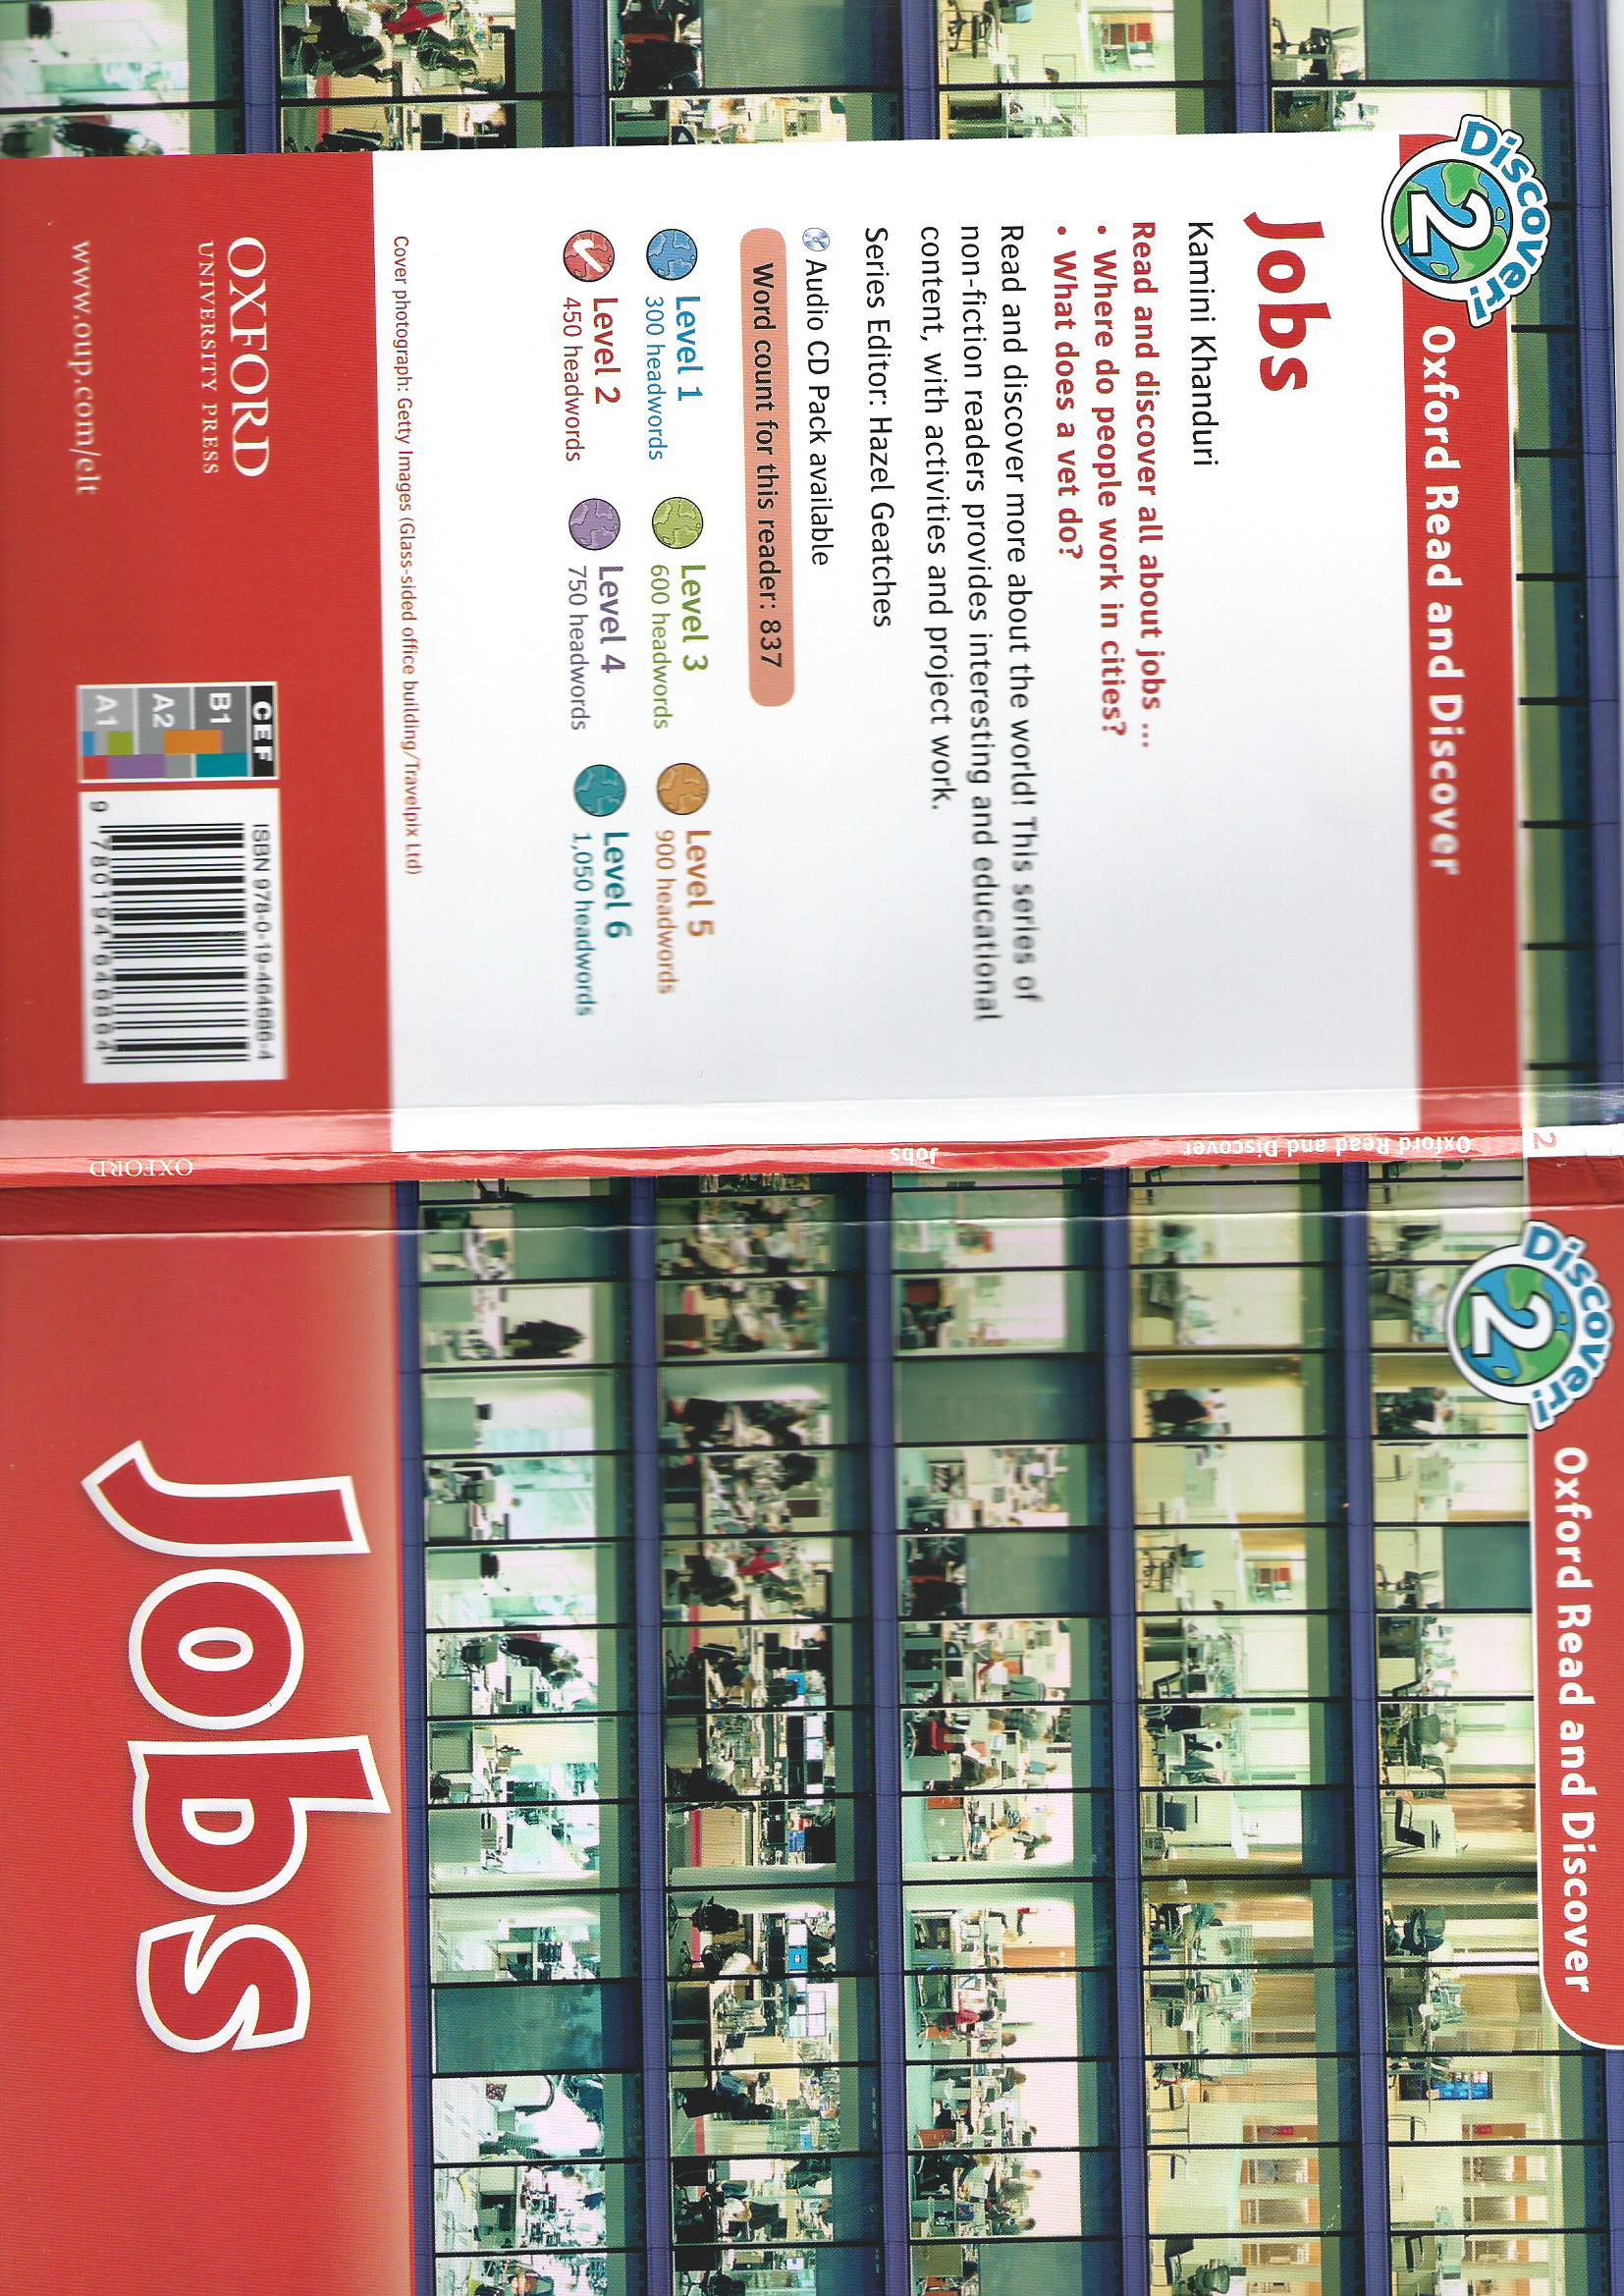 Discover!
2
Oxford Read and Discover
Jobs
Kamini Khanduri
Read and discover all about jobs ...
• Where do people work in cities?
• What does a vet do?
Read and discover more about the world! This series of
non-fiction readers provides interesting and educational
content, with activities and project work.
Series Editor: Hazel Geatches
Audio CD Pack available
Word count for this reader: 837
Level 1
300 headwords
Level 3
600 headwords
Level 5
900 headwords
Level 2
450 headwords
Level 4
750 headwords
Level 6
1,050 headwords
Cover photograph: Getty Images (Glass-sided office building/Travelpix Ltd)
OXFORD
UNIVERSITY PRESS
www.oup.com/elt
CEF
B1
A2
A1
ISBN 978-0-19-464686-4
9 780194 646864
2
Oxford Read and Discover
Jobs
OXFORD
Discover!
2
Oxford Read and Discover
Jobs